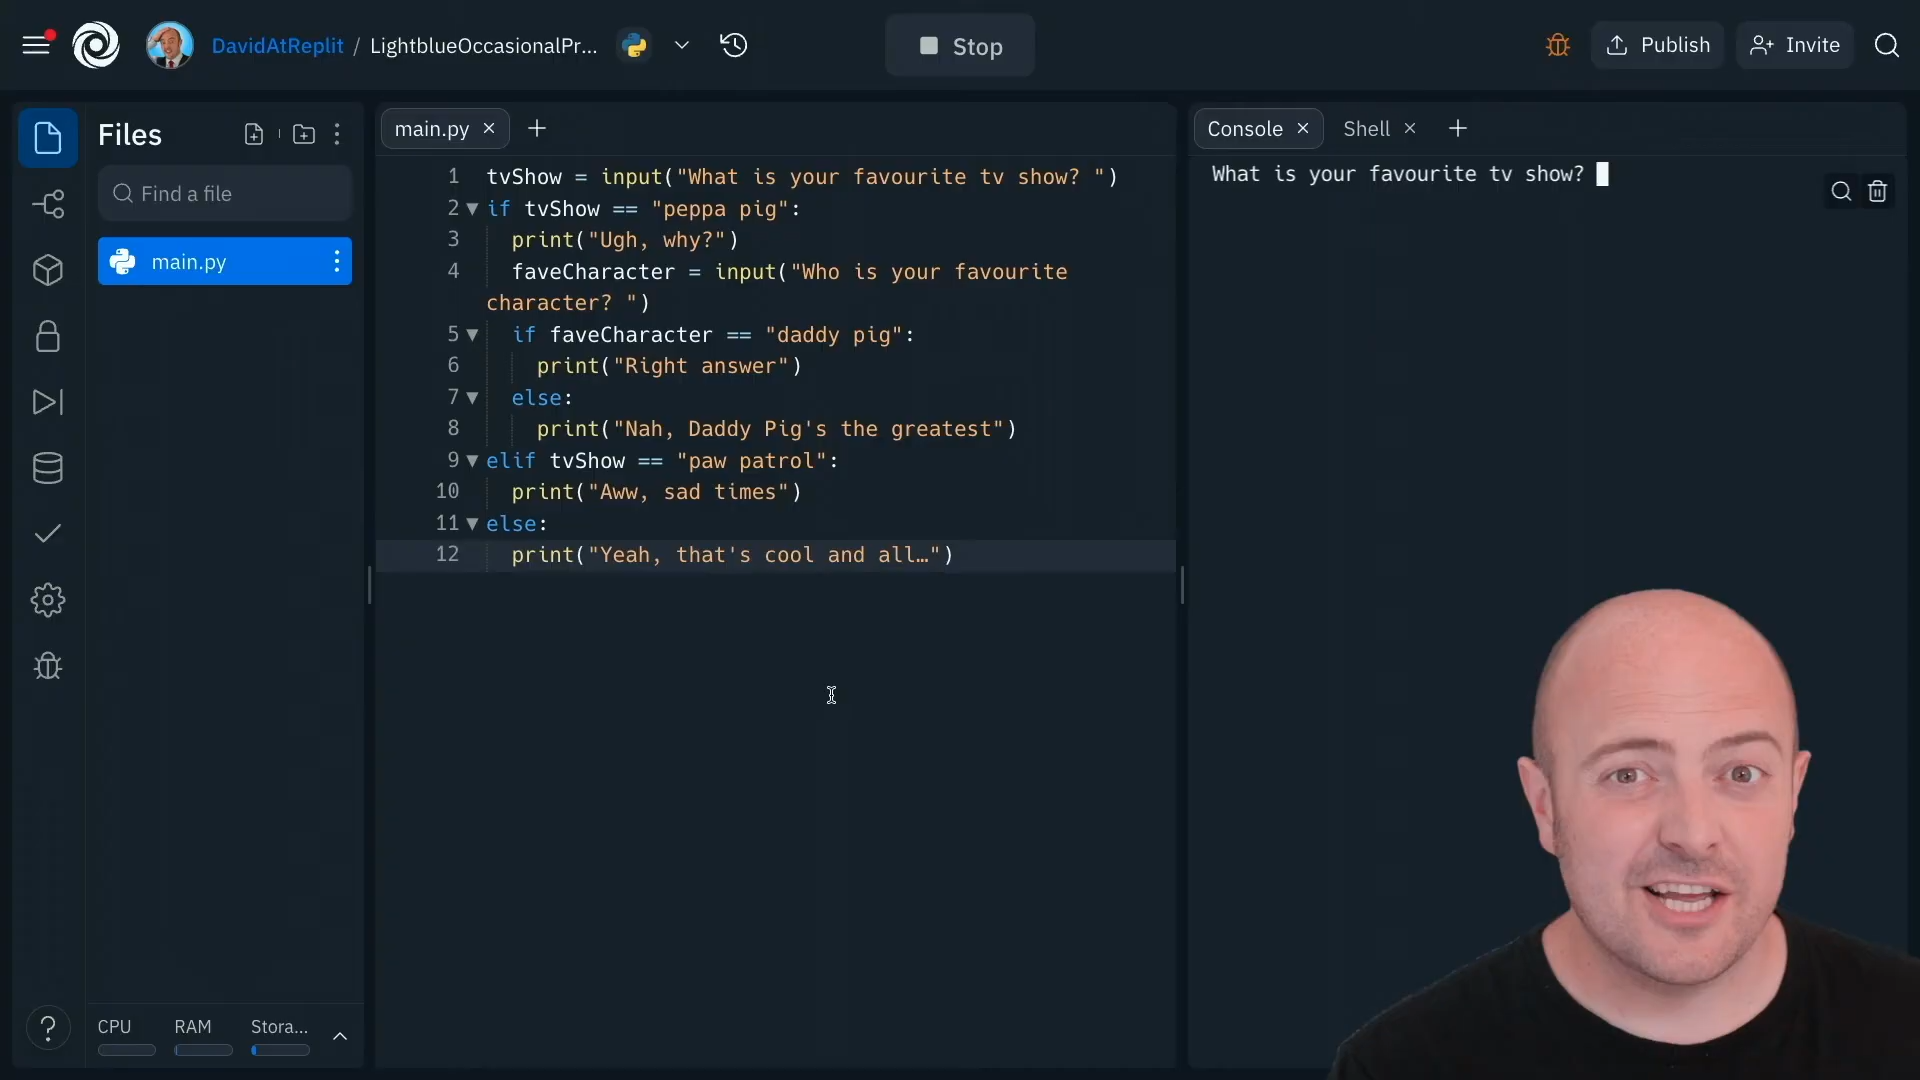 DavidAtReplit / LightblueOccasionalPr...
Stop
Publish
Invite
Files
Find a file
main.py
main.py
1 tvShow = input("What is your favourite tv show? ")
2 if tvShow == "peppa pig":
3 print("Ugh, why?")
4 faveCharacter = input("Who is your favourite
character? ")
5 if faveCharacter == "daddy pig":
6 print("Right answer")
7 else:
8 print("Nah, Daddy Pig's the greatest")
9 elif tvShow == "paw patrol":
10 print("Aww, sad times")
11 else:
12 print("Yeah, that's cool and all…")
Console
Shell
What is your favourite tv show?
CPU
RAM
Stora...